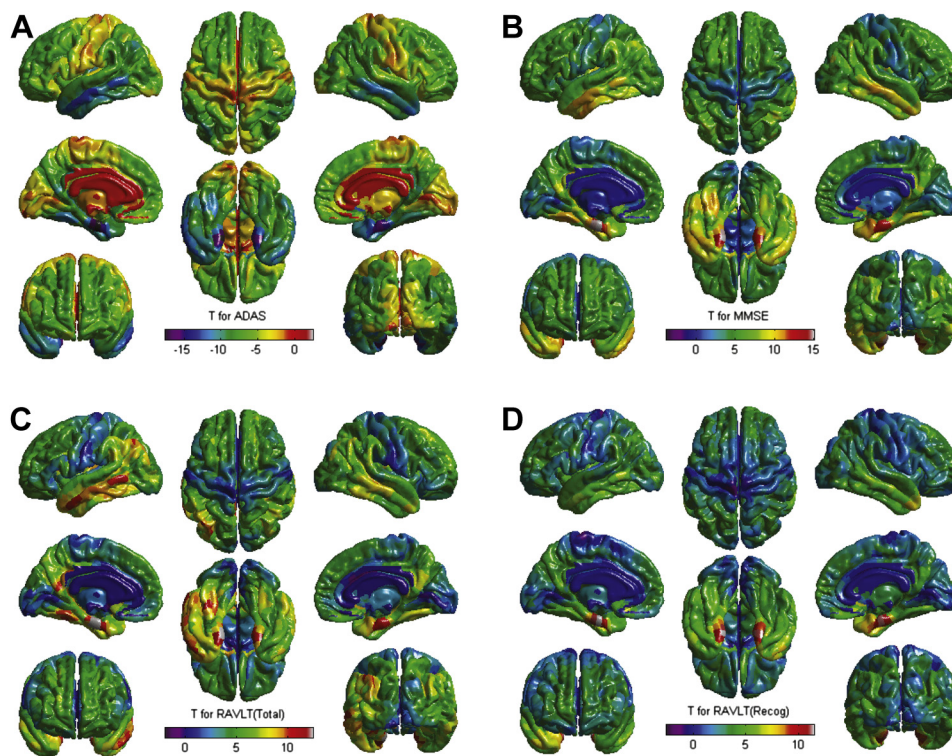 A
B
T for ADAS
-15 -10 -5 0
T for MMSE
0 5 10 15
C
D
T for RAVLT(Total)
0 5 10
T for RAVLT(Recog)
0 5 10